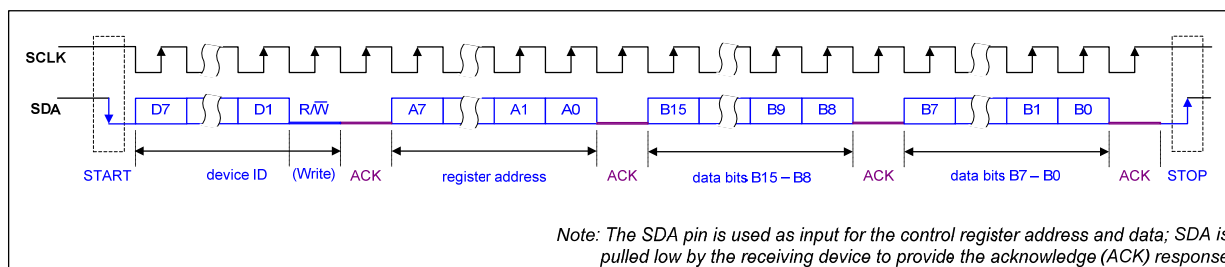 SCLK
SDA D7 D1 R/W̅ A7 A1 A0 B15 B9 B8 B7 B1 B0
START device ID (Write) ACK register address ACK data bits B15 – B8 ACK data bits B7 – B0 ACK STOP
Note: The SDA pin is used as input for the control register address and data; SDA is
pulled low by the receiving device to provide the acknowledge (ACK) response